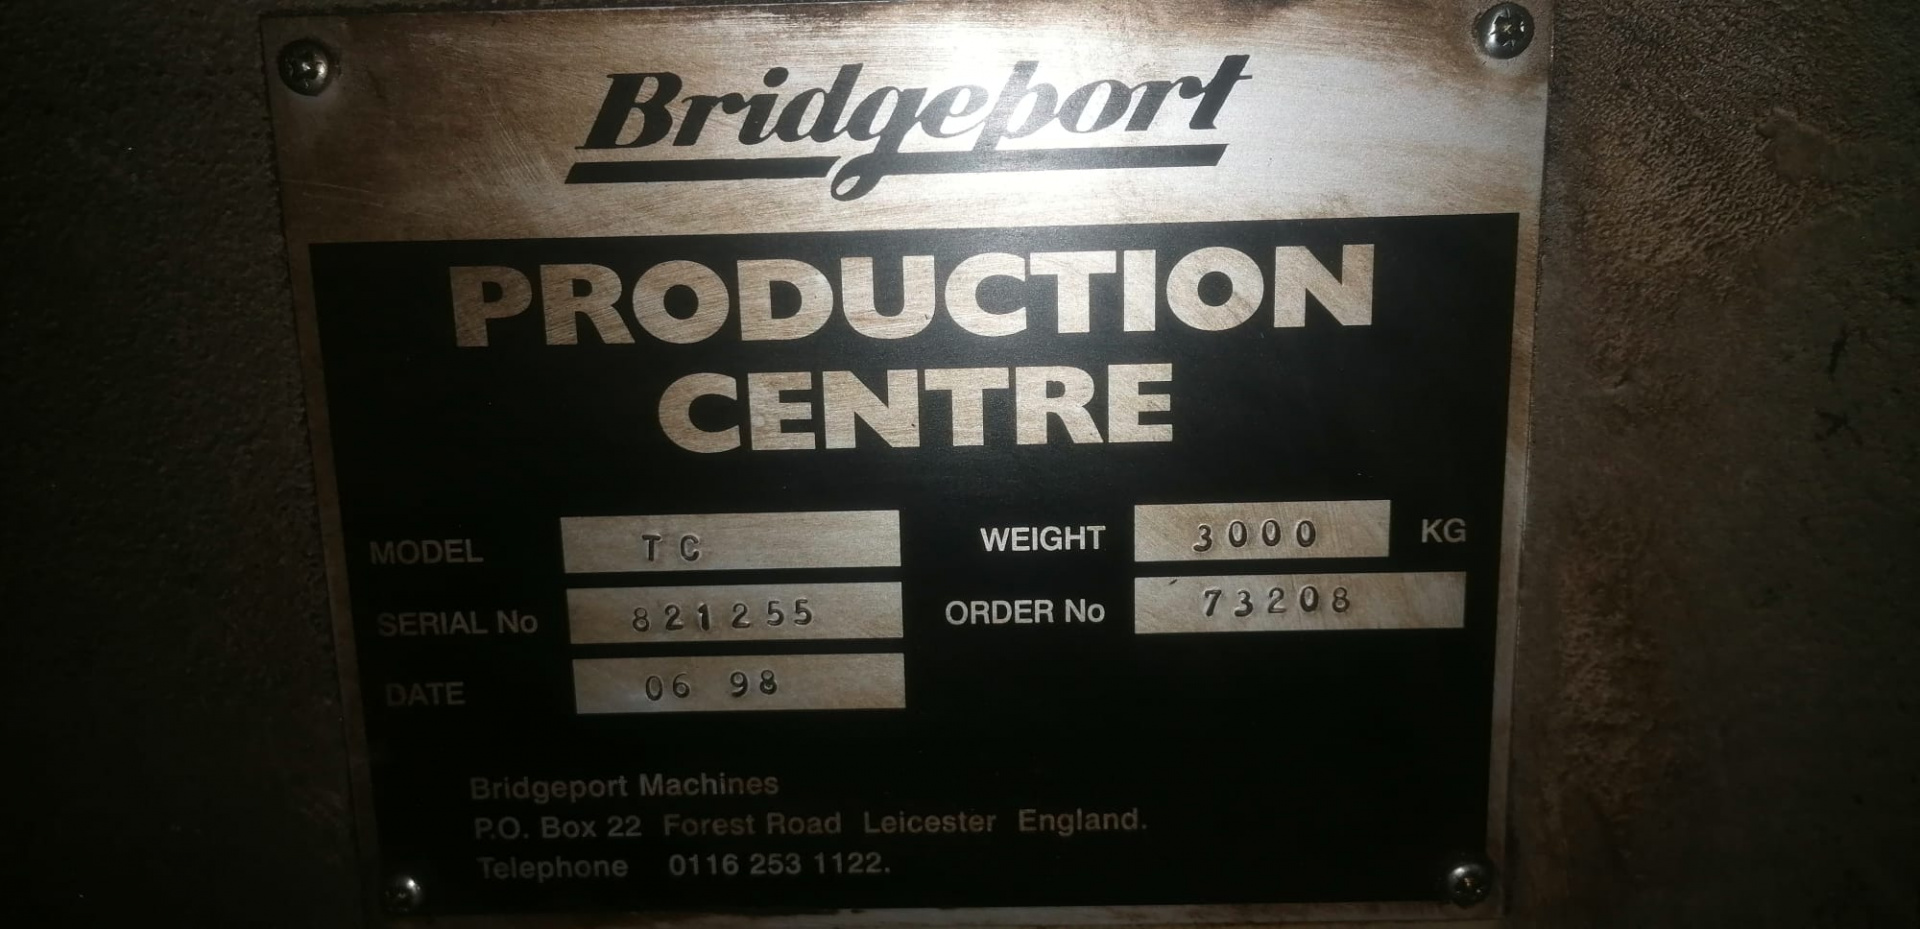 Bridgeport
PRODUCTION
CENTRE
MODEL TC WEIGHT 3000 KG
SERIAL No 821255 ORDER No 73208
DATE 06 98
Bridgeport Machines
P.O. Box 22 Forest Road Leicester England.
Telephone 0116 253 1122.